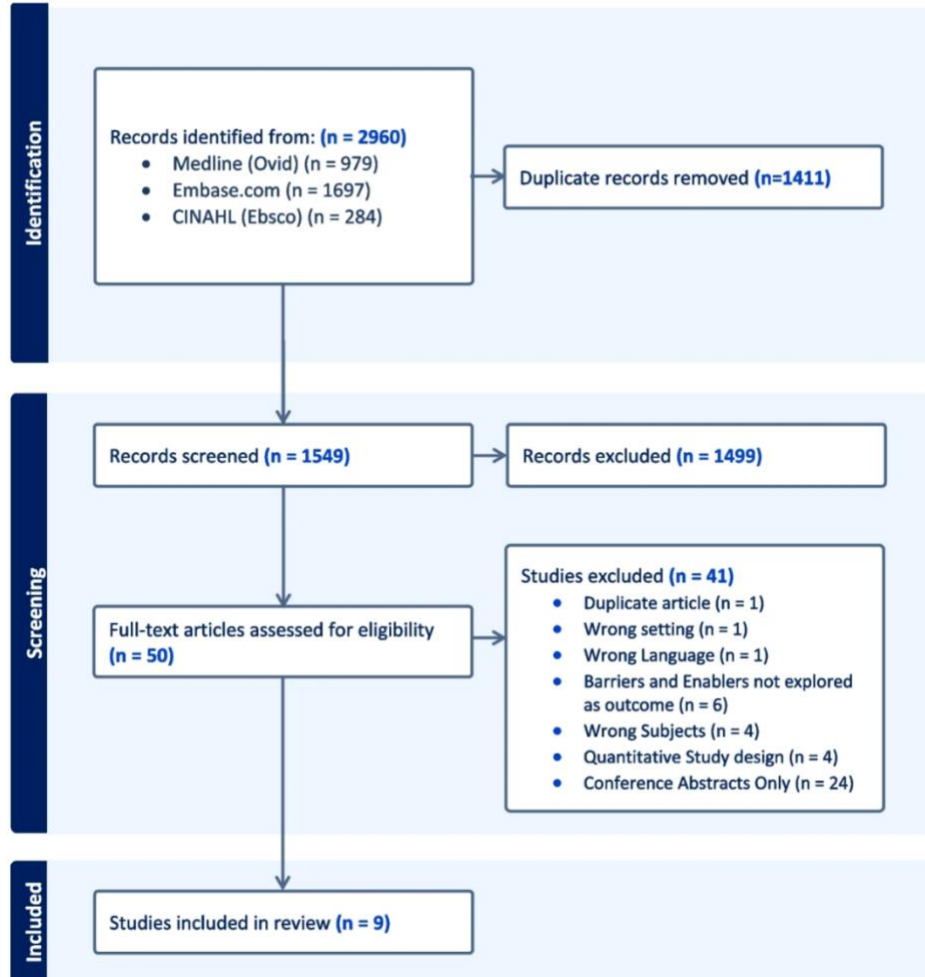 Identification
Records identified from: (n = 2960)
• Medline (Ovid) (n = 979)
• Embase.com (n = 1697)
• CINAHL (Ebsco) (n = 284)
Duplicate records removed (n=1411)
Screening
Records screened (n = 1549)
Records excluded (n = 1499)
Full-text articles assessed for eligibility
(n = 50)
Studies excluded (n = 41)
• Duplicate article (n = 1)
• Wrong setting (n = 1)
• Wrong Language (n = 1)
• Barriers and Enablers not explored
as outcome (n = 6)
• Wrong Subjects (n = 4)
• Quantitative Study design (n = 4)
• Conference Abstracts Only (n = 24)
Included
Studies included in review (n = 9)